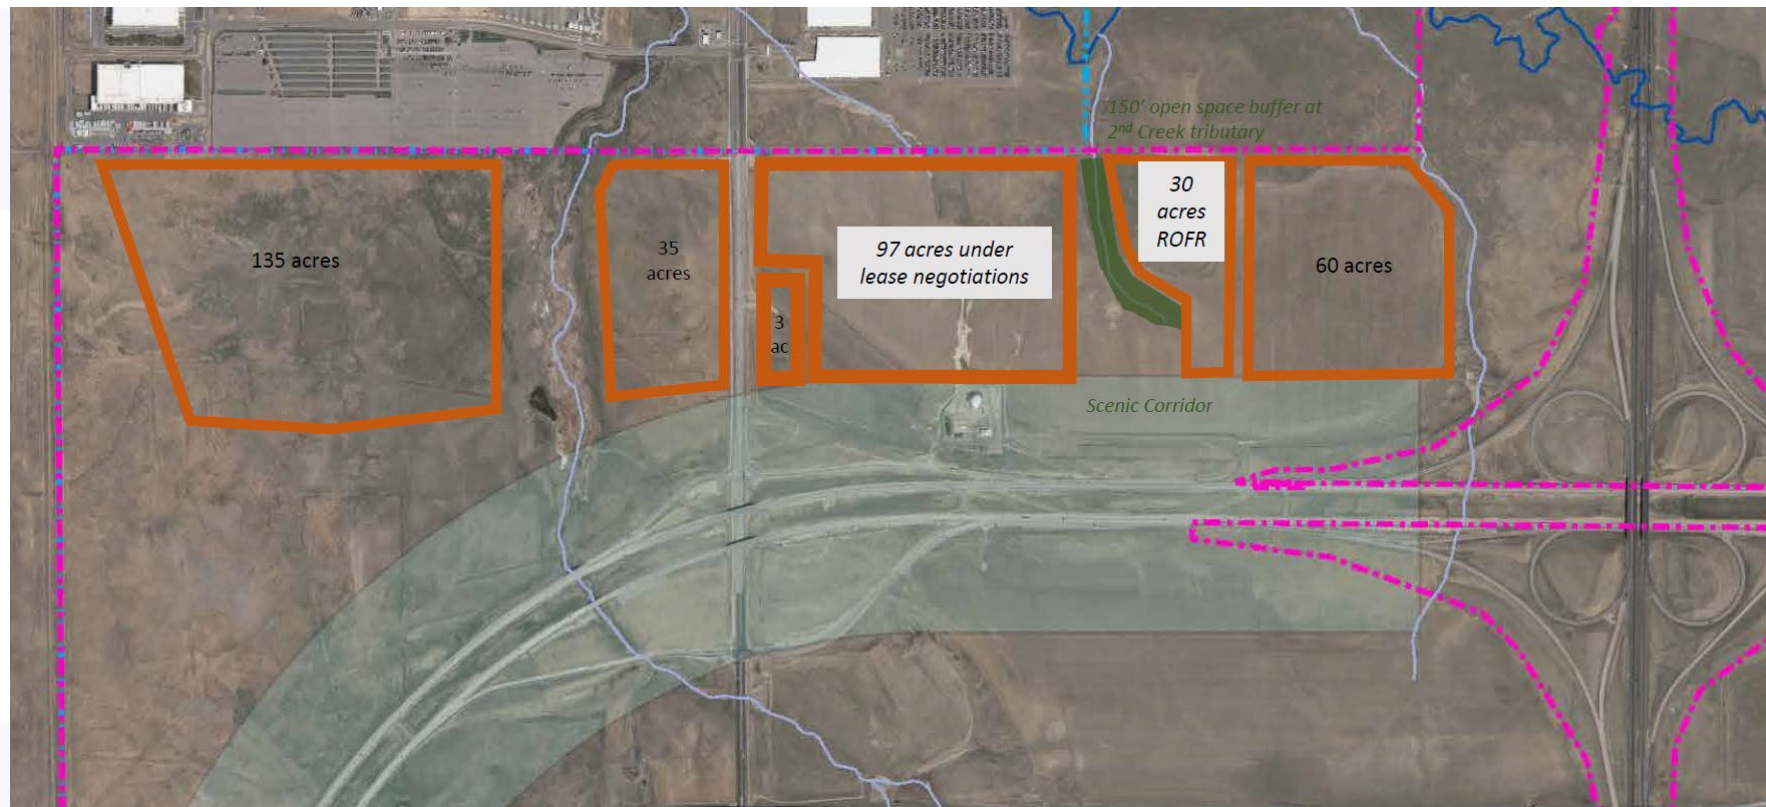 150' open space buffer at
2nd Creek tributary
135 acres
35
acres
97 acres under
lease negotiations
3
ac
30
acres
ROFR
60 acres
Scenic Corridor